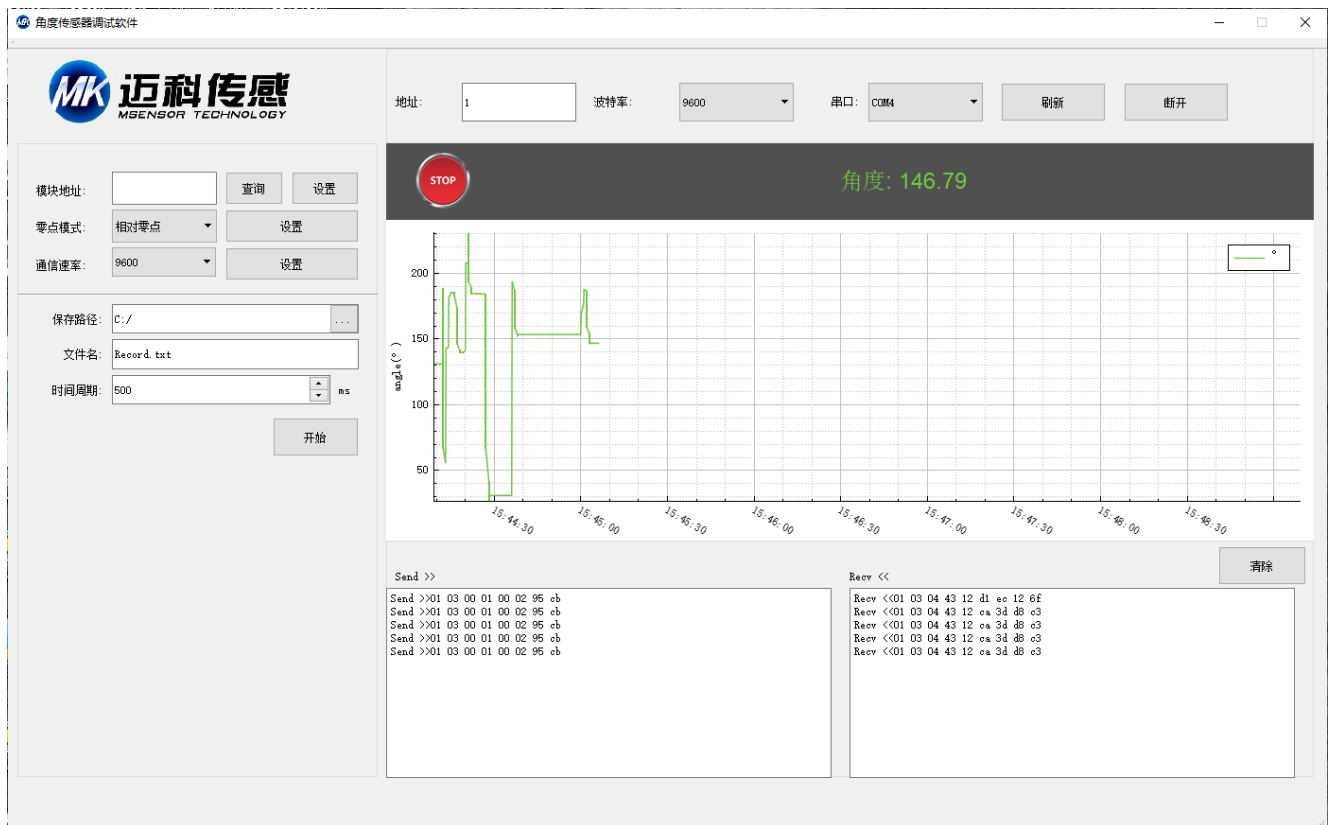 角度传感器调试软件
MK 迈科传感
MSENSOR TECHNOLOGY
地址: 1 波特率: 9600 串口: COM4 刷新 断开
模块地址: 查询 设置
零点模式: 相对零点 设置
通信速率: 9600 设置
保存路径: C:/ ...
文件名: Record.txt
时间周期: 500 ms
开始
STOP
角度: 146.79
°
angle(°)
200
150
100
50
15:44:30 15:45:00 15:45:30 15:46:00 15:46:30 15:47:00 15:47:30 15:48:00 15:48:30
清除
Send >>
Send >>01 03 00 01 00 02 95 cb
Send >>01 03 00 01 00 02 95 cb
Send >>01 03 00 01 00 02 95 cb
Send >>01 03 00 01 00 02 95 cb
Send >>01 03 00 01 00 02 95 cb
Recv <<
Recv <<01 03 04 43 12 d1 ec 12 6f
Recv <<01 03 04 43 12 ca 3d d8 c3
Recv <<01 03 04 43 12 ca 3d d8 c3
Recv <<01 03 04 43 12 ca 3d d8 c3
Recv <<01 03 04 43 12 ca 3d d8 c3